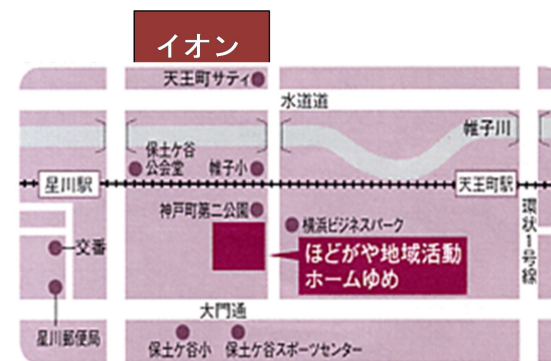 イオン
天王町サティ
水道道
帷子川
保土ケ谷
公会堂
帷子小
星川駅
天王町駅
神戸町第二公園
横浜ビジネスパーク
環状1号線
交番
ほどがや地域活動
ホームゆめ
大門通
星川郵便局
保土ケ谷小
保土ケ谷スポーツセンター